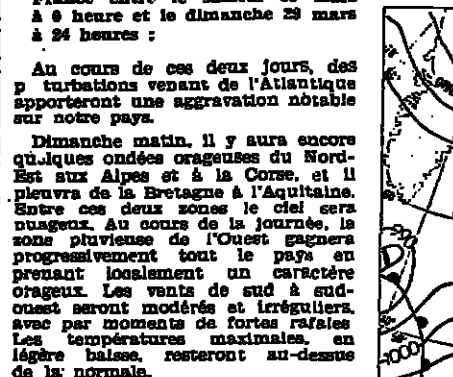 à 0 heure et le dimanche 29 mars
à 24 heures :
Au cours de ces deux jours, des
p turbations venant de l'Atlantique
apporteront une aggravation notable
sur notre pays.
Dimanche matin, il y aura encore
qu.lques ondées orageuses du Nord-
Est aux Alpes et à la Corse, et il
pleuvra de la Bretagne à l'Aquitaine.
Entre ces deux zones le ciel sera
nuageux. Au cours de la journée, la
zone pluvieuse de l'Ouest gagnera
progressivement tout le pays en
prenant localement un caractère
orageux. Les vents de sud à sud-
ouest seront modérés et irréguliers,
avec par moments de fortes rafales
Les températures maximales, en
légère baisse, resteront au-dessus
de la normale.
D
1000